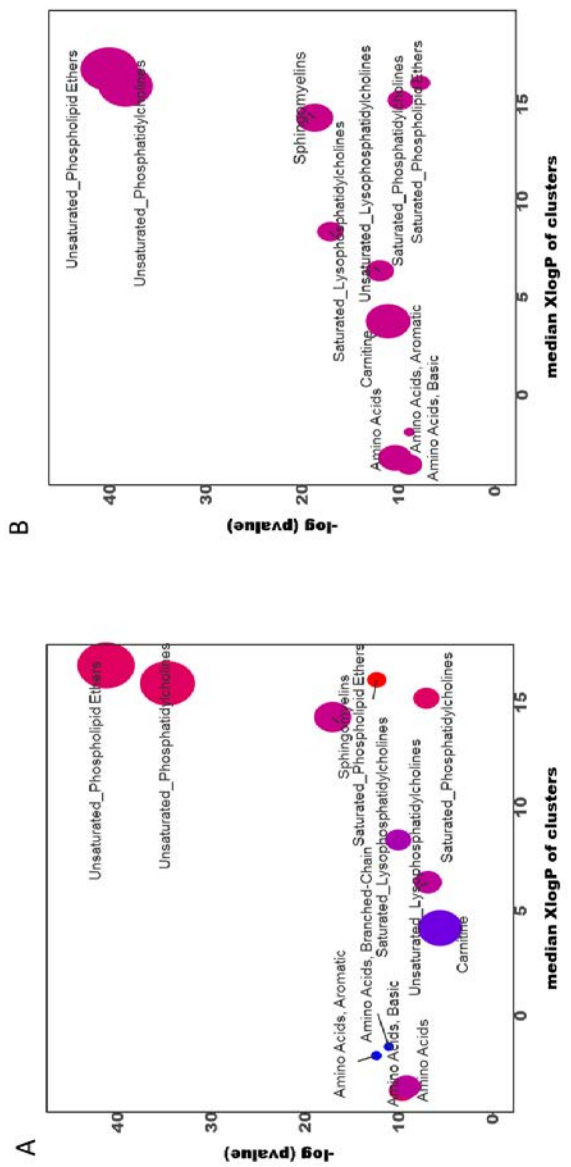 A
-log (pvalue)
40
30
20
10
0
Unsaturated_Phospholipid Ethers
Unsaturated_Phosphatidylcholines
Sphingomyelins
Saturated_Phospholipid Ethers
Saturated_Lysophosphatidylcholines
Amino Acids, Branched-Chain
Amino Acids, Aromatic
Amino Acids, Basic
Amino Acids
Unsaturated_Lysophosphatidylcholines
Saturated_Phosphatidylcholines
Carnitine
0
5
10
15
median XlogP of clusters
B
-log (pvalue)
40
30
20
10
0
Unsaturated_Phospholipid Ethers
Unsaturated_Phosphatidylcholines
Sphingomyelins
Saturated_Lysophosphatidylcholines
Unsaturated_Lysophosphatidylcholines
Saturated_Phosphatidylcholines
Saturated_Phospholipid Ethers
Carnitine
Amino Acids
Amino Acids, Aromatic
Amino Acids, Basic
0
5
10
15
median XlogP of clusters